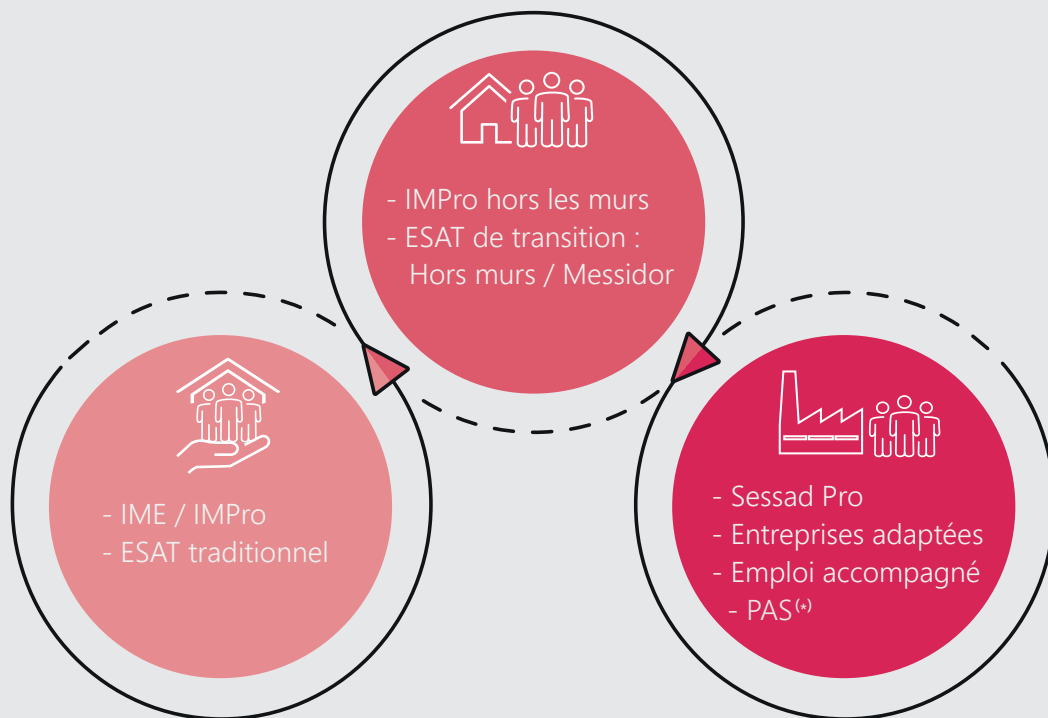 - IMPro hors les murs
- ESAT de transition :
Hors murs / Messidor
- IME / IMPro
- ESAT traditionnel
- Sessad Pro
- Entreprises adaptées
- Emploi accompagné
- PAS(*)